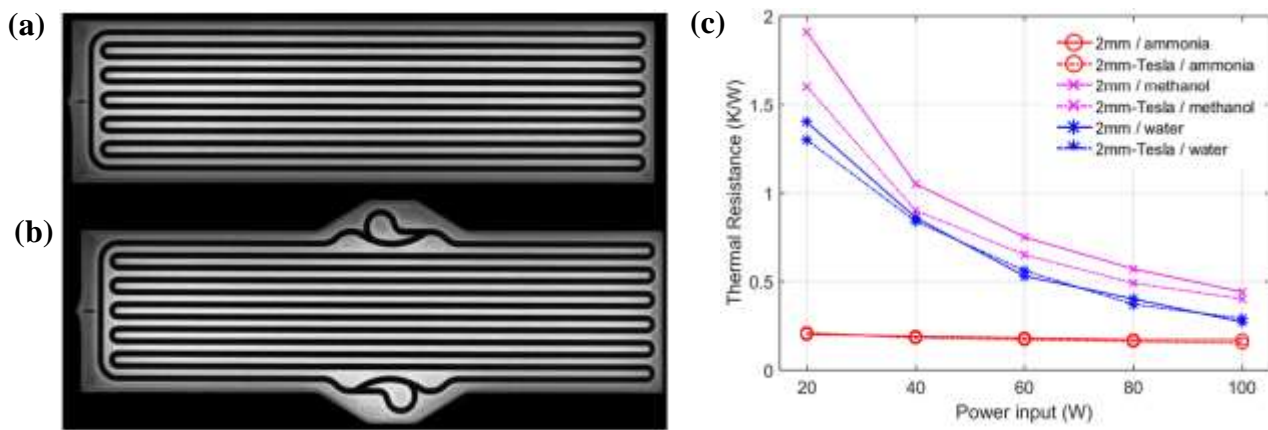 (a)
(b)
(c)
2
1.5
1
0.5
0
20
40
60
80
100
Thermal Resistance (K/W)
Power input (W)
2mm / ammonia
2mm-Tesla / ammonia
2mm / methanol
2mm-Tesla / methanol
2mm / water
2mm-Tesla / water